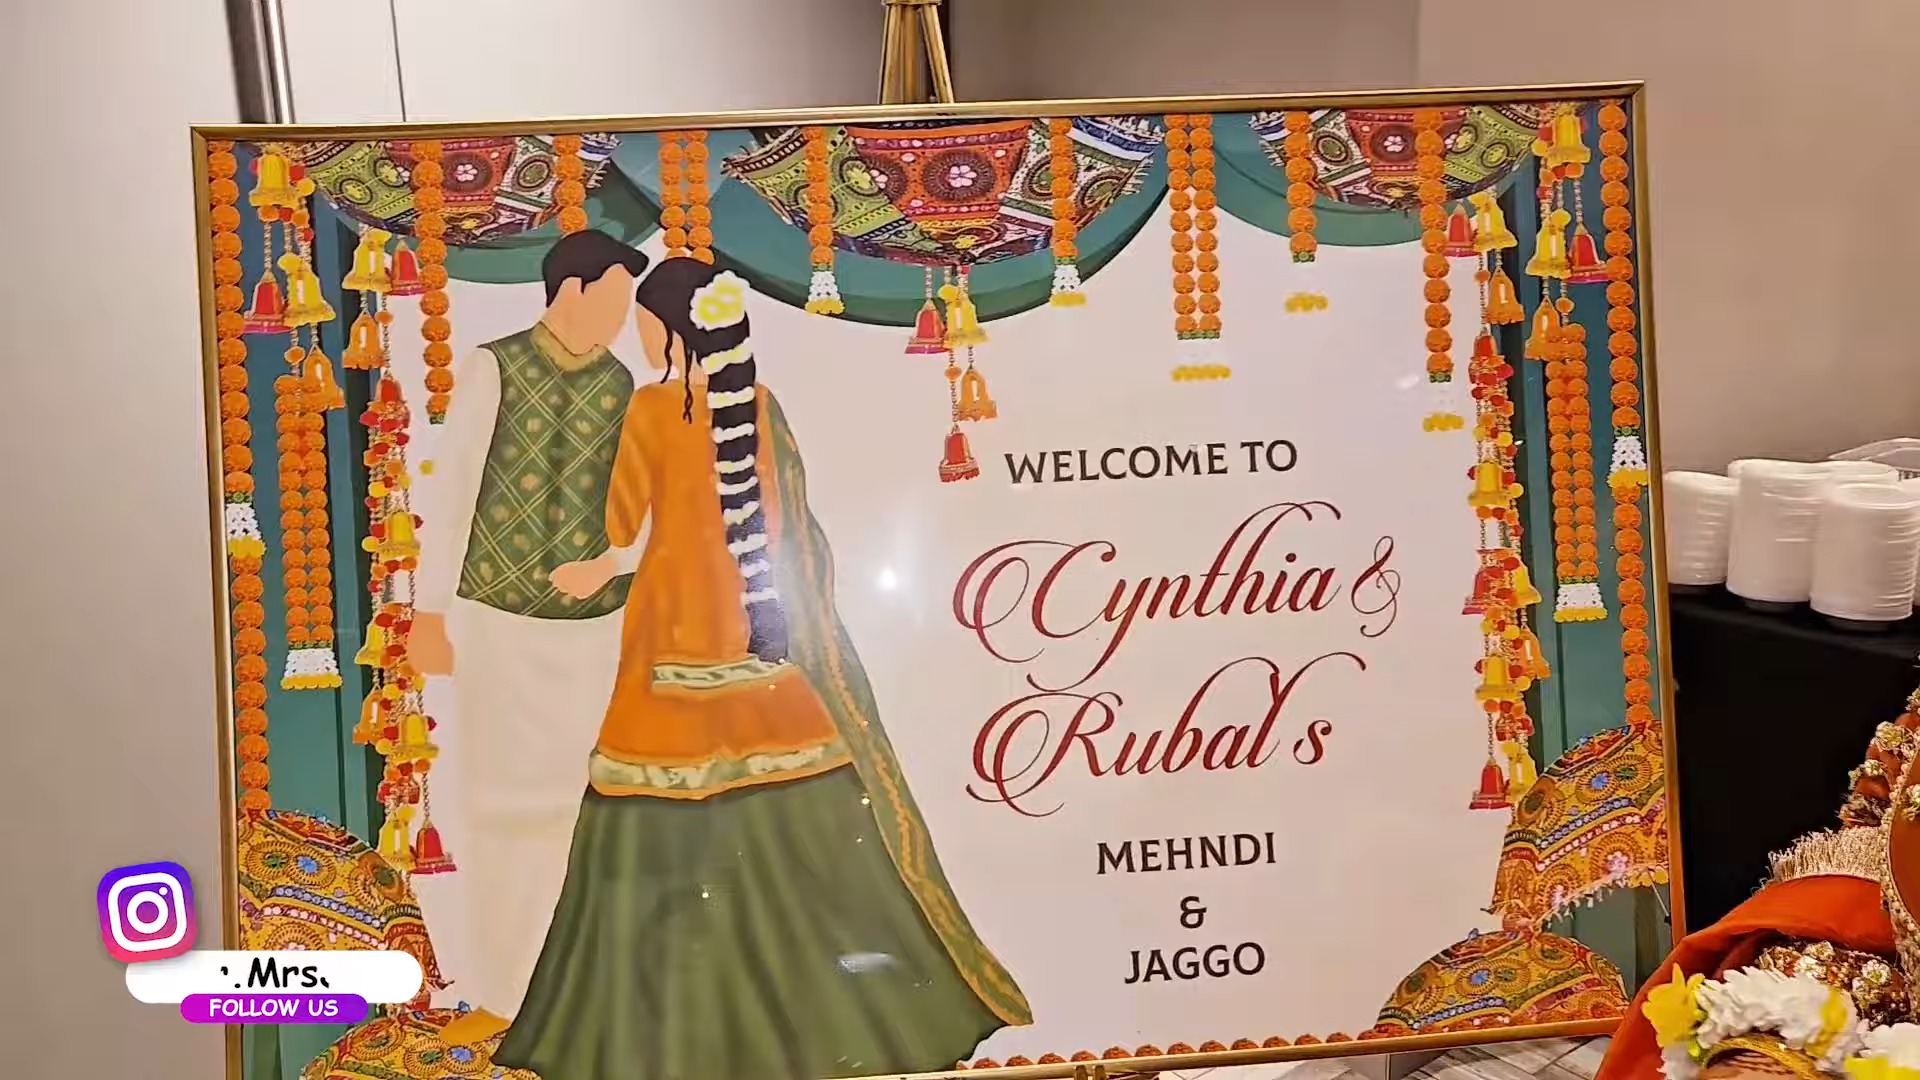 WELCOME TO
Cynthia &
Rubal's
MEHNDI
&
JAGGO
.Mrs.
FOLLOW US